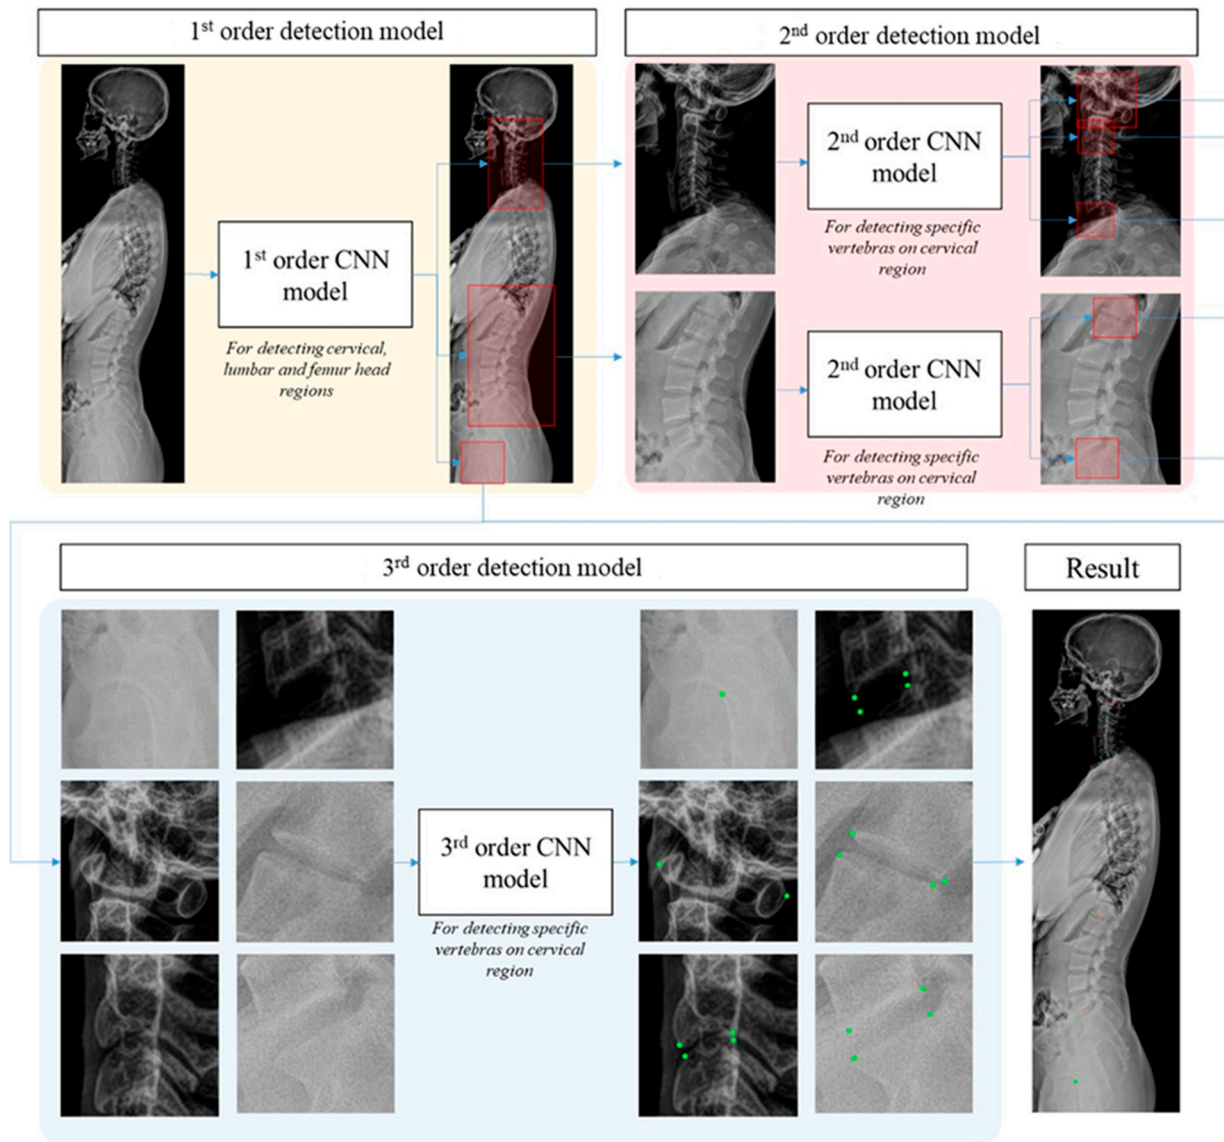 1st order detection model
2nd order detection model
1st order CNN
model
For detecting cervical,
lumbar and femur head
regions
2nd order CNN
model
For detecting specific
vertebras on cervical
region
2nd order CNN
model
For detecting specific
vertebras on cervical
region
3rd order detection model
Result
3rd order CNN
model
For detecting specific
vertebras on cervical
region